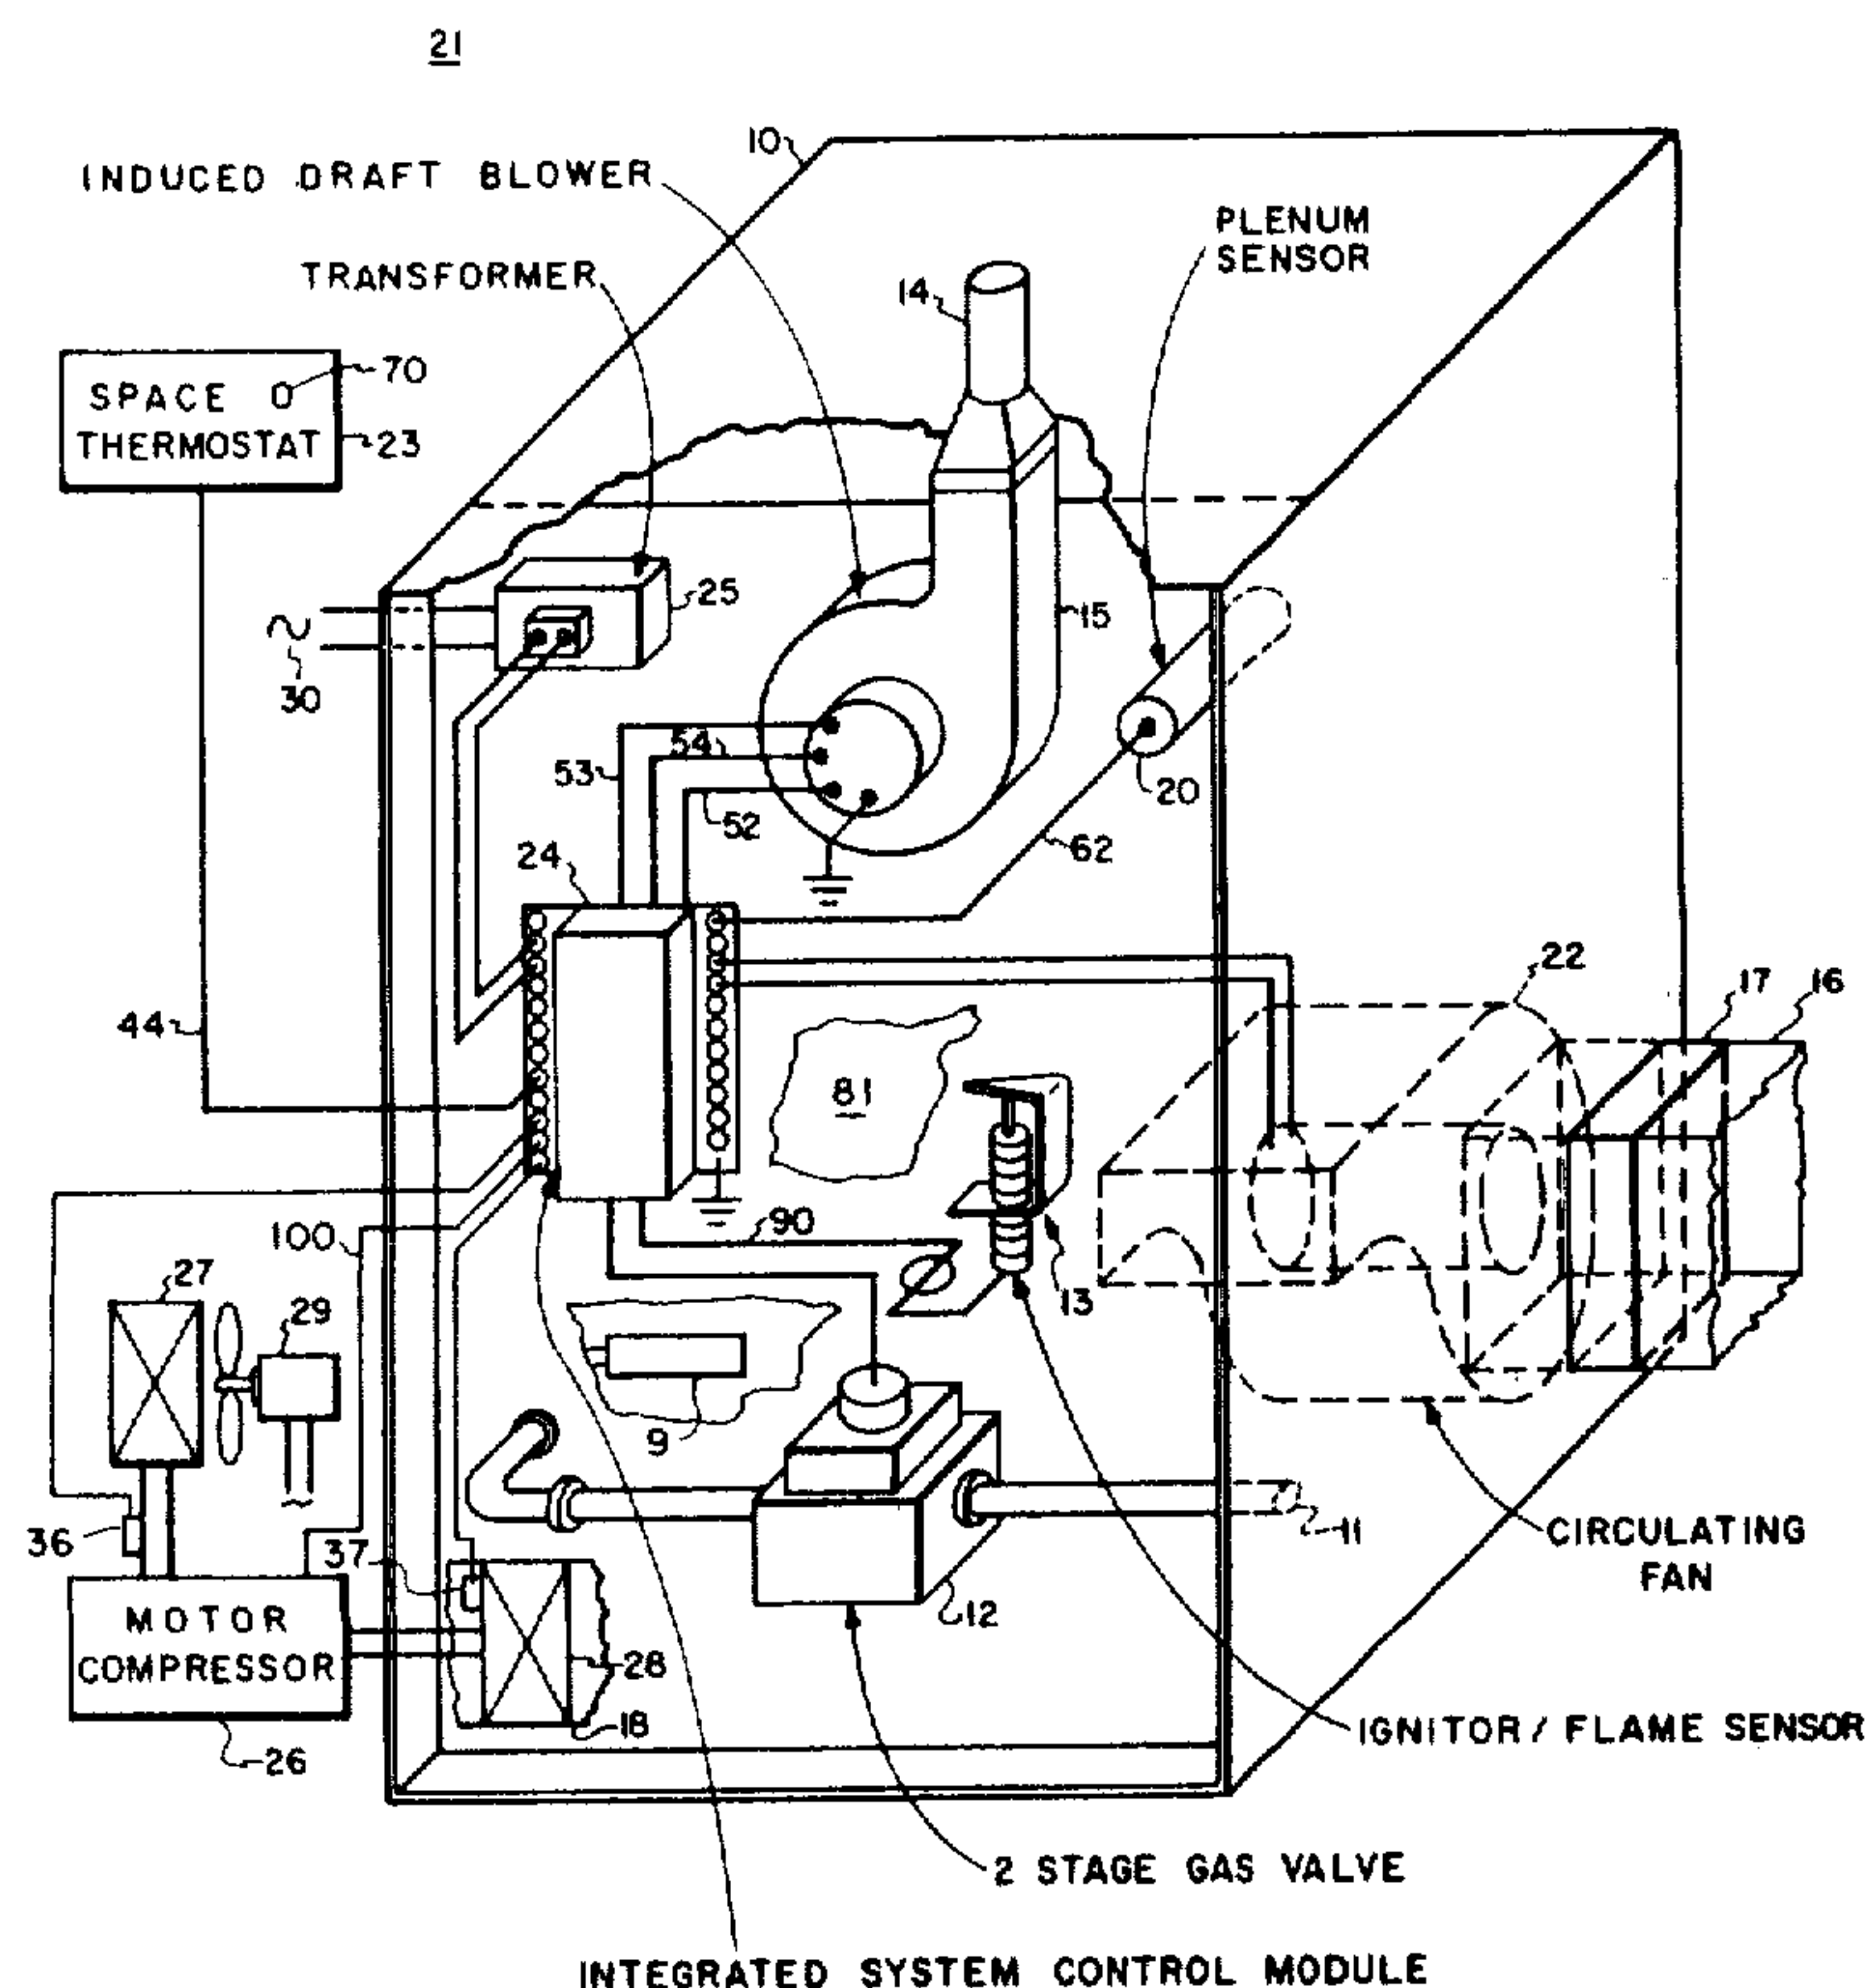 21
10
INDUCED DRAFT BLOWER
PLENUM
SENSOR
TRANSFORMER
14
70
SPACE
THERMOSTAT
23
25
15
30
54
53
20
52
62
24
22
17
16
44
81
90
100
27
13
29
9
36
37
11
CIRCULATING
FAN
MOTOR
COMPRESSOR
12
28
18
IGNITOR/ FLAME SENSOR
26
2 STAGE GAS VALVE
INTEGRATED SYSTEM CONTROL MODULE